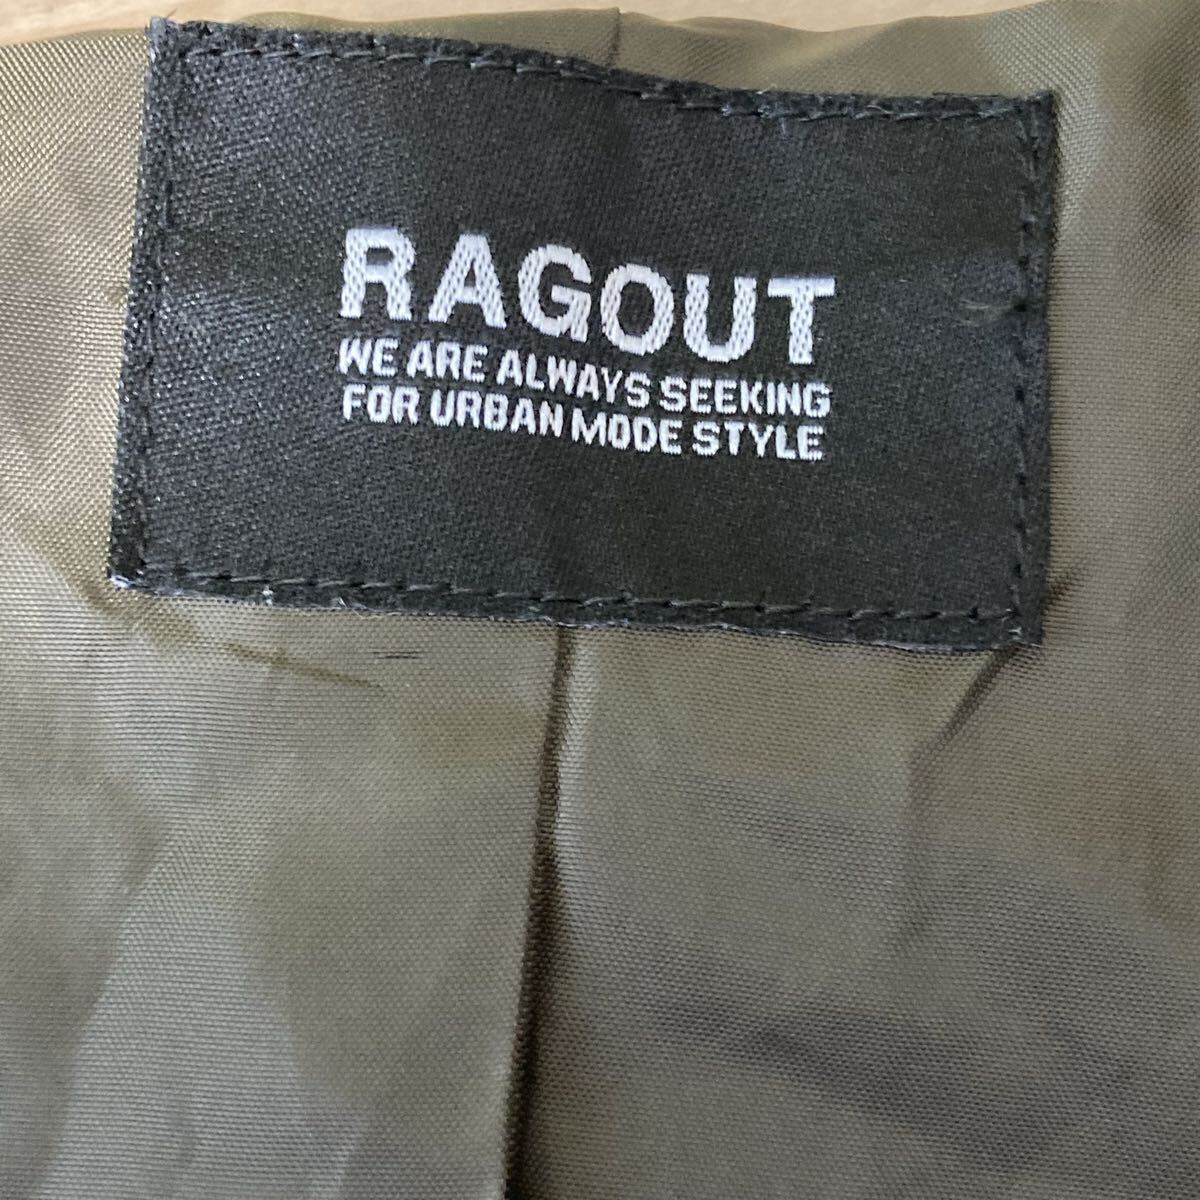 RAGOUT
WE ARE ALWAYS SEEKING
FOR URBAN MODE STYLE